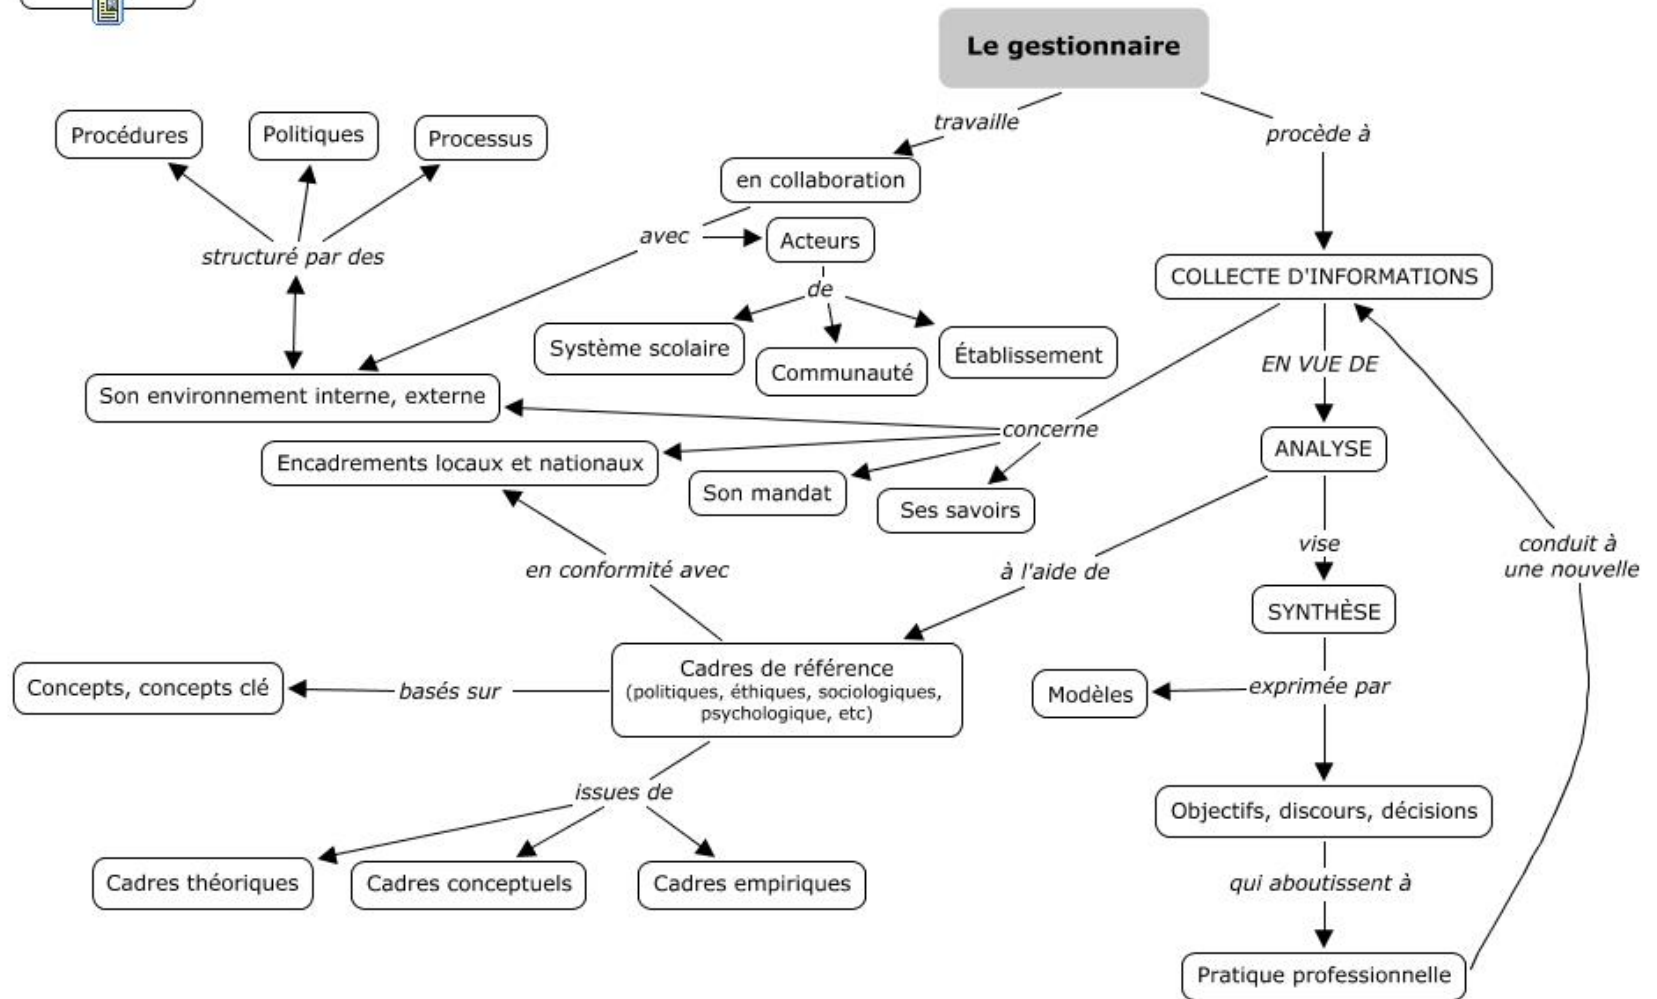 Le gestionnaire
travaille
procède à
Procédures
Politiques
Processus
en collaboration
avec
Acteurs
structuré par des
de
COLLECTE D'INFORMATIONS
Système scolaire
Communauté
Établissement
EN VUE DE
Son environnement interne, externe
concerne
ANALYSE
Encadrements locaux et nationaux
Son mandat
Ses savoirs
en conformité avec
à l'aide de
vise
conduit à
une nouvelle
SYNTHÈSE
Cadres de référence
(politiques, éthiques, sociologiques,
psychologique, etc)
Concepts, concepts clé
basés sur
Modèles
exprimée par
issues de
Objectifs, discours, décisions
Cadres théoriques
Cadres conceptuels
Cadres empiriques
qui aboutissent à
Pratique professionnelle